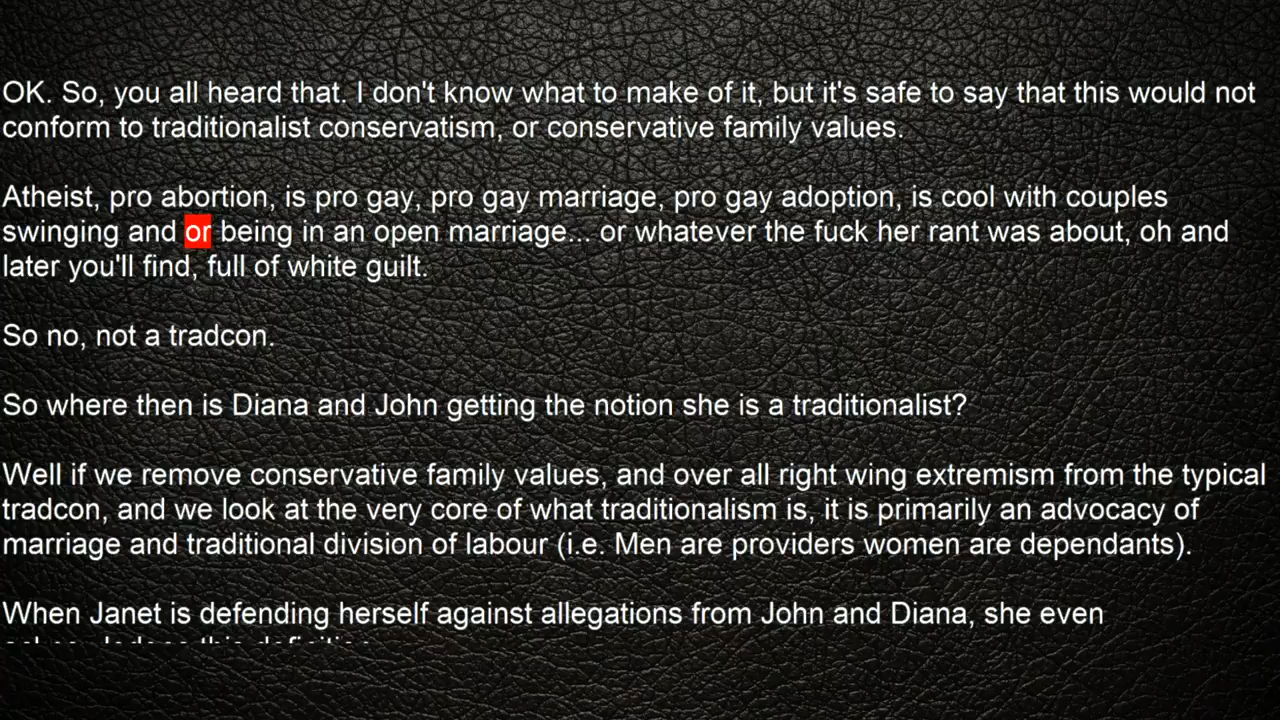 OK. So, you all heard that. I don't know what to make of it, but it's safe to say that this would not
conform to traditionalist conservatism, or conservative family values.
Atheist, pro abortion, is pro gay, pro gay marriage, pro gay adoption, is cool with couples
swinging and or being in an open marriage... or whatever the fuck her rant was about, oh and
later you'll find, full of white guilt.
So no, not a tradcon.
So where then is Diana and John getting the notion she is a traditionalist?
Well if we remove conservative family values, and over all right wing extremism from the typical
tradcon, and we look at the very core of what traditionalism is, it is primarily an advocacy of
marriage and traditional division of labour (i.e. Men are providers women are dependants).
When Janet is defending herself against allegations from John and Diana, she even